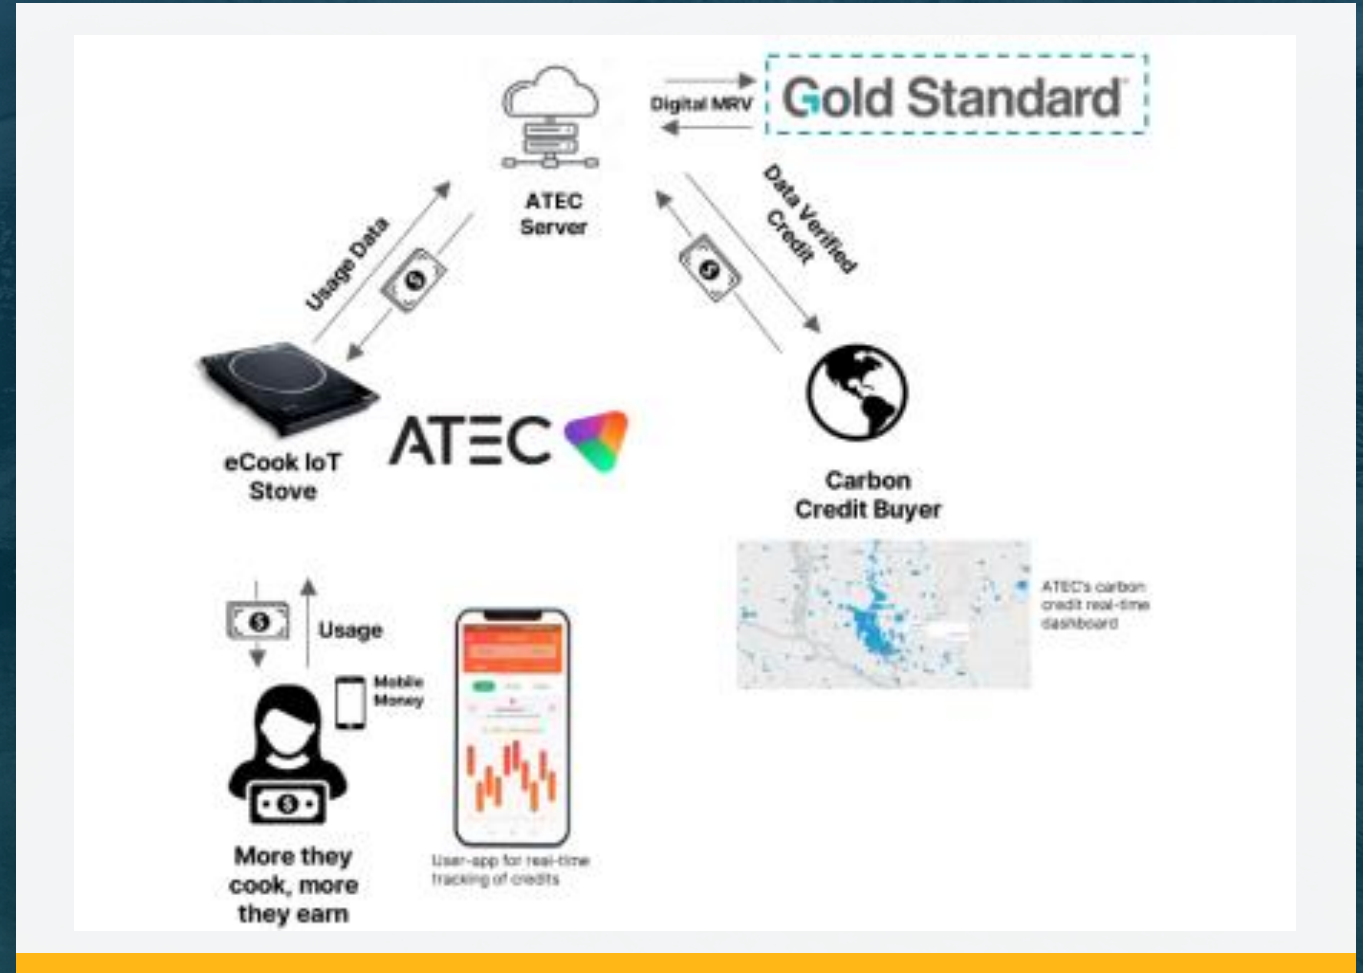 Digital MRV
Gold Standard
ATEC
Server
Usage Data
Data Verified
Credit
eCook IoT
Stove
ATEC
Carbon
Credit Buyer
ATEC's carbon
credit real-time
dashboard
Usage
Mobile
Money
More they
cook, more
they earn
User-app for real-time
tracking of credits